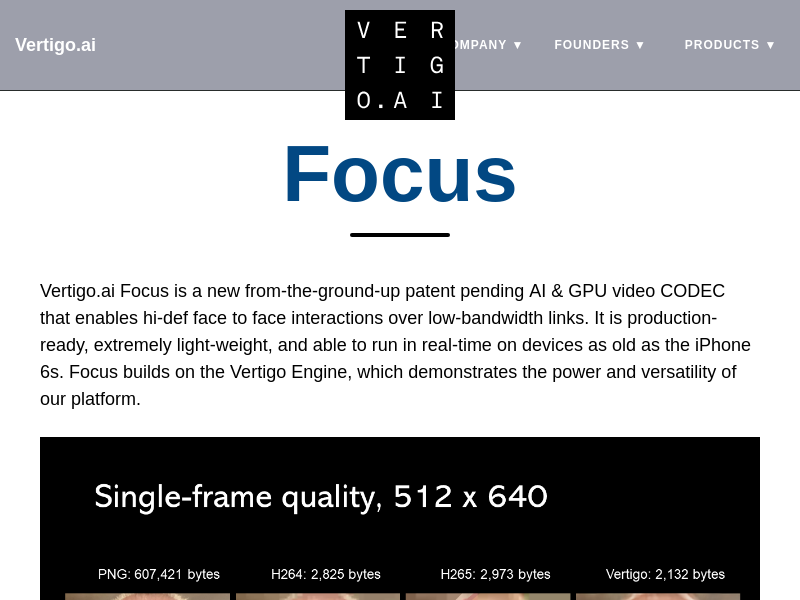 Vertigo.ai
V E R
T I G
O. A I
OMPANY ▼
FOUNDERS ▼
PRODUCTS ▼
Focus
Vertigo.ai Focus is a new from-the-ground-up patent pending AI & GPU video CODEC
that enables hi-def face to face interactions over low-bandwidth links. It is production-
ready, extremely light-weight, and able to run in real-time on devices as old as the iPhone
6s. Focus builds on the Vertigo Engine, which demonstrates the power and versatility of
our platform.
Single-frame quality, 512 x 640
PNG: 607,421 bytes
H264: 2,825 bytes
H265: 2,973 bytes
Vertigo: 2,132 bytes